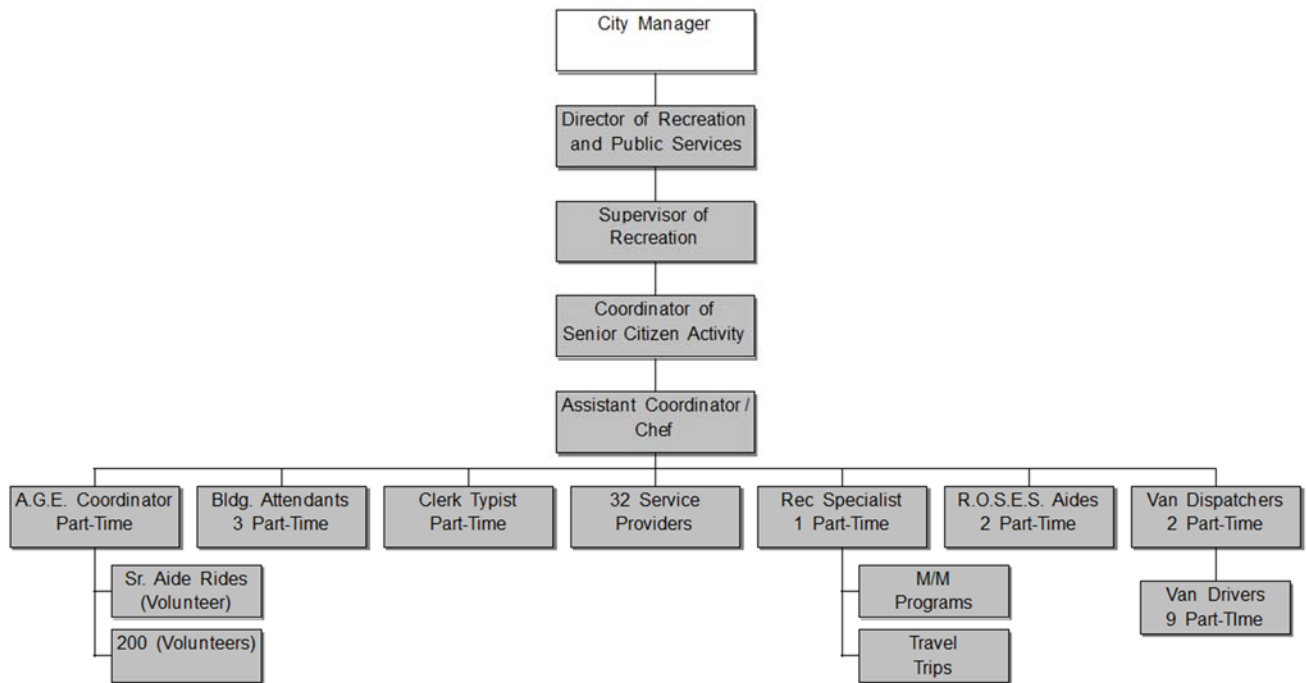 City Manager
Director of Recreation
and Public Services
Supervisor of
Recreation
Coordinator of
Senior Citizen Activity
Assistant Coordinator /
Chef
A.G.E. Coordinator
Part-Time
Bldg. Attendants
3 Part-Time
Clerk Typist
Part-Time
32 Service
Providers
Rec Specialist
1 Part-Time
R.O.S.E.S. Aides
2 Part-Time
Van Dispatchers
2 Part-Time
Sr. Aide Rides
(Volunteer)
200 (Volunteers)
M/M
Programs
Travel
Trips
Van Drivers
9 Part-TIme